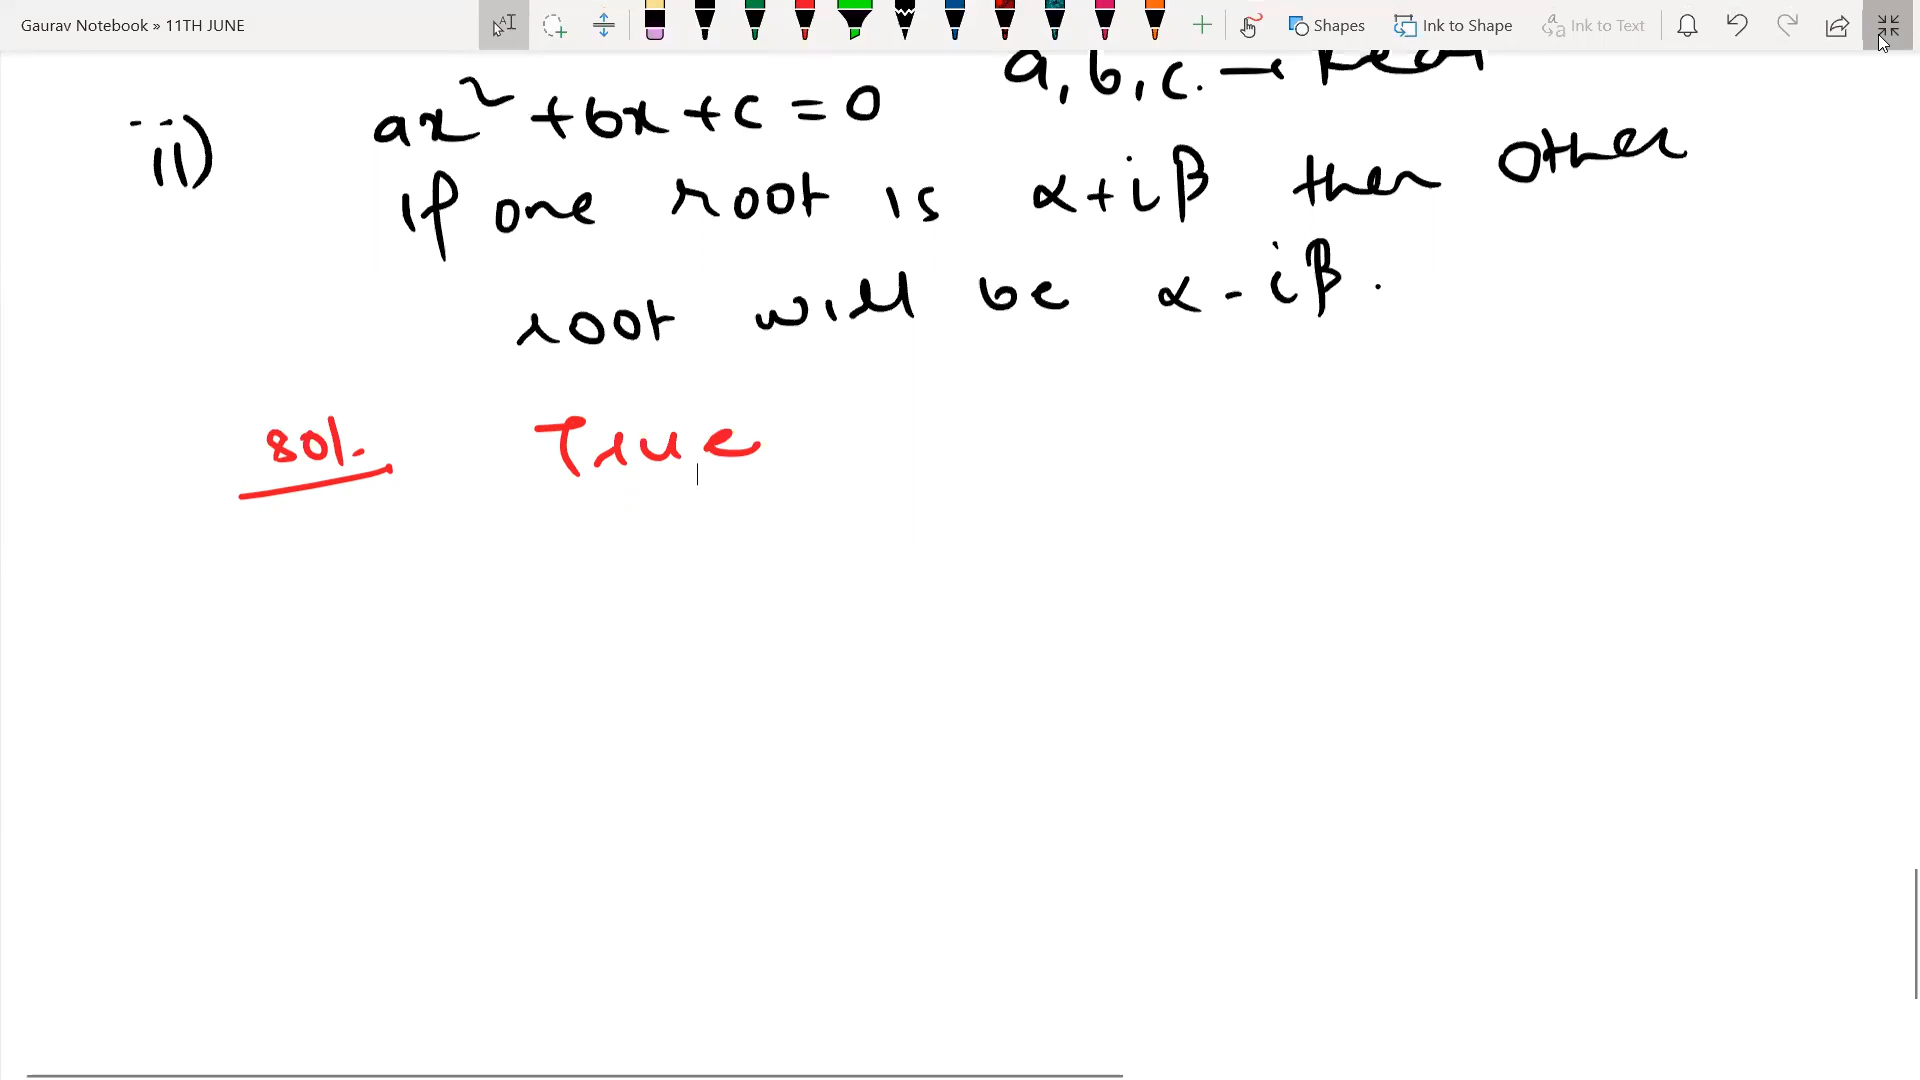 Gaurav Notebook » 11TH JUNE
Shapes
Ink to Shape
Ink to Text
a, b, c. → Real
ii) ax² + bx + c = 0
if one root is α + iβ then other
root will be α - iβ.
Sol. True